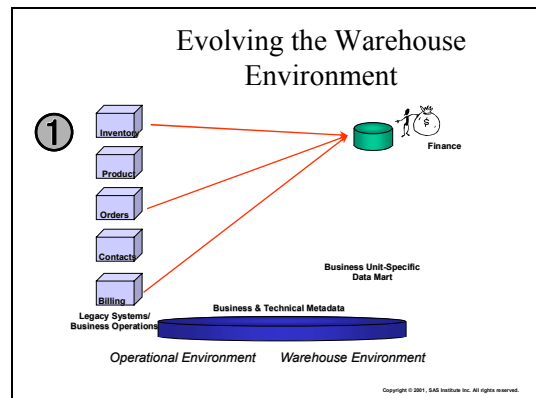 Evolving the Warehouse
Environment
1
Inventory
$
Finance
Product
Orders
Contacts
Business Unit-Specific
Data Mart
Billing
Legacy Systems/
Business Operations
Business & Technical Metadata
Operational Environment
Warehouse Environment
Copyright © 2001, SAS Institute Inc. All rights reserved.